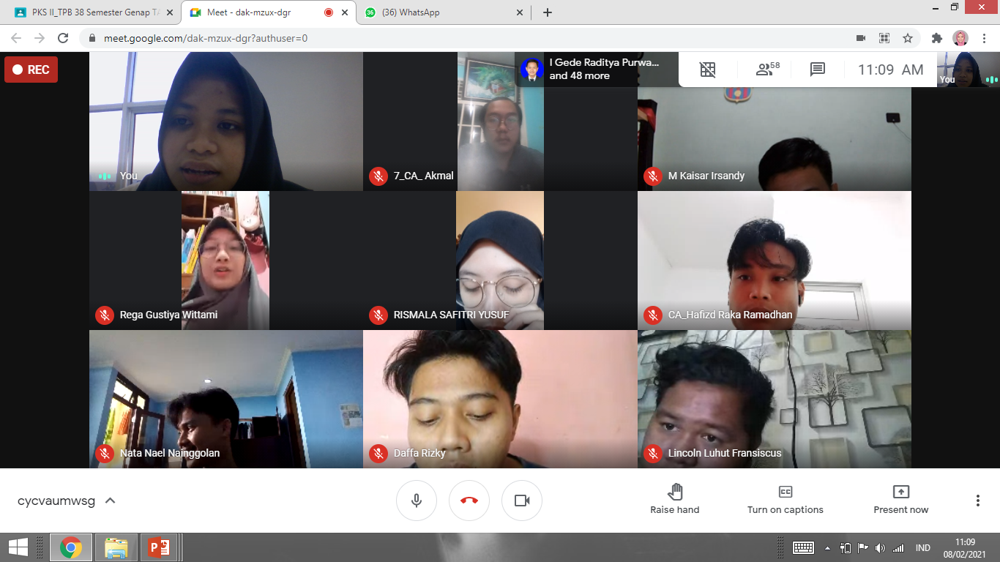 PKS II_TPB 38 Semester Genap TA
Meet - dak-mzux-dgr
36
(36) WhatsApp
meet.google.com/dak-mzux-dgr?authuser=0
REC
I Gede Raditya Purwa...
and 48 more
58
11:09 AM
You
You
7_CA_ Akmal
M Kaisar Irsandy
Rega Gustiya Wittami
RISMALA SAFITRI YUSUF
CA_Hafizd Raka Ramadhan
Nata Nael Nainggolan
Daffa Rizky
Lincoln Luhut Fransiscus
cycvaumwsg
CC
Raise hand
Turn on captions
Present now
IND
11:09
08/02/2021